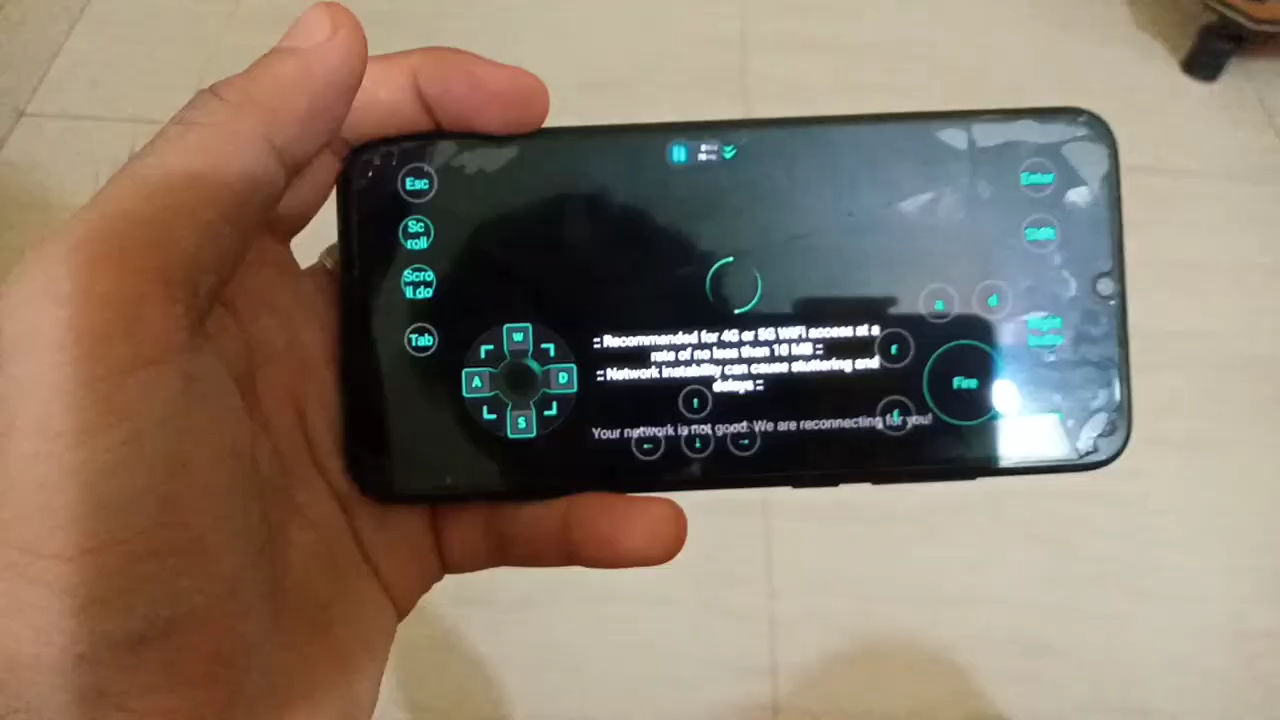 Esc
Enter
Sc
roll
Shift
Scro
ll do
a
d
Tab
W
:: Recommended for 4G or 5G WIFI access at a
rate of no less than 10 MB ::
r
Right
A
D
:: Network instability can cause stuttering and
delays ::
Fire
S
↑
f
Your network is not good. We are reconnecting for you!
← ↓ →